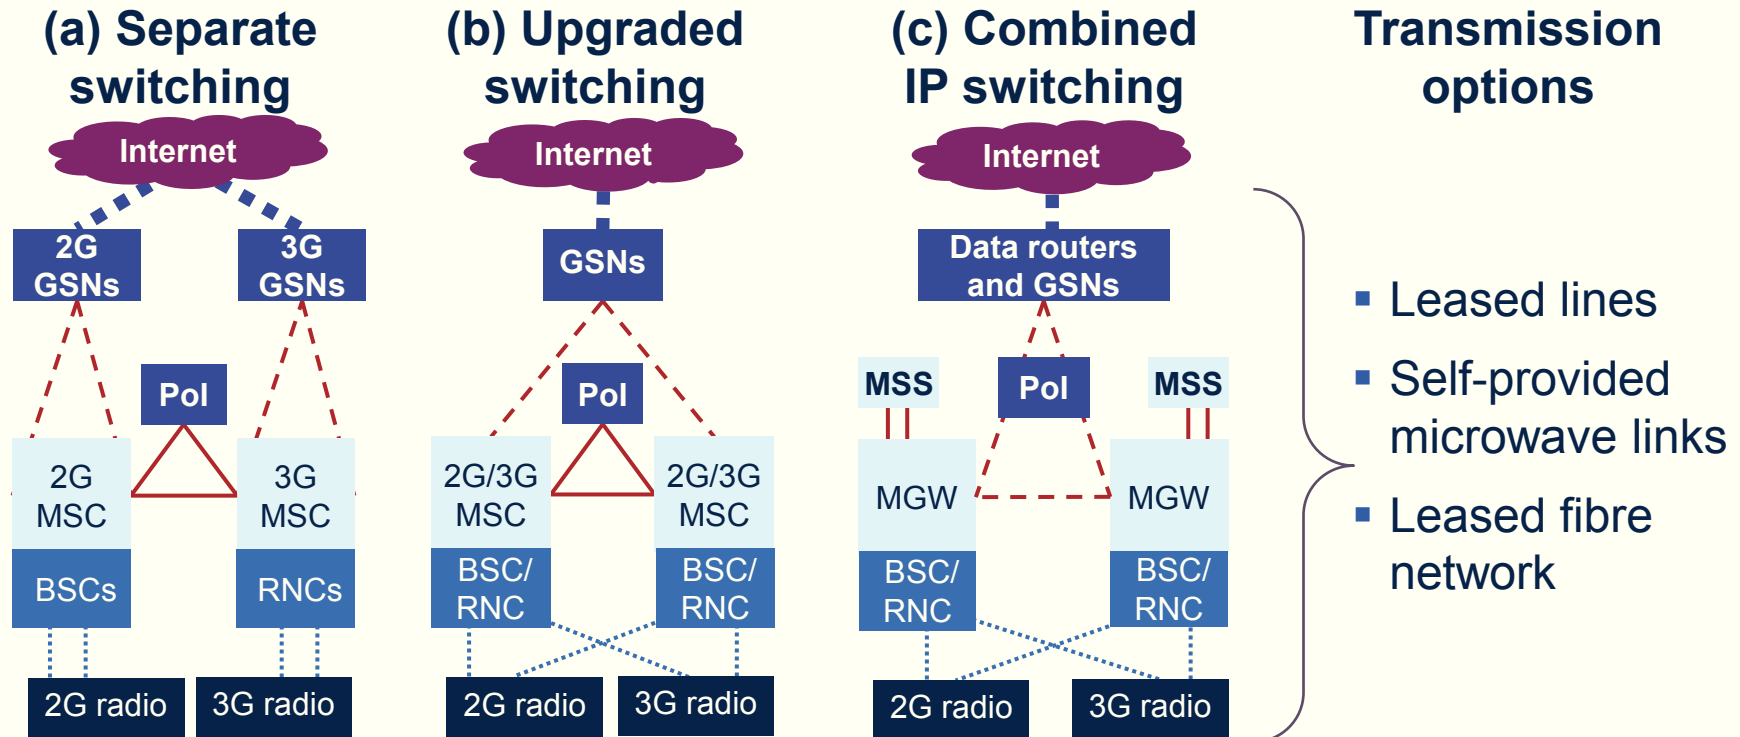 (a) Separate
switching
Internet
2G
GSNs
3G
GSNs
PoI
2G
MSC
3G
MSC
BSCs
RNCs
2G radio
3G radio
(b) Upgraded
switching
Internet
GSNs
PoI
2G/3G
MSC
2G/3G
MSC
BSC/
RNC
BSC/
RNC
2G radio
3G radio
(c) Combined
IP switching
Internet
Data routers
and GSNs
MSS
PoI
MSS
MGW
MGW
BSC/
RNC
BSC/
RNC
2G radio
3G radio
Transmission
options
▪ Leased lines
▪ Self-provided
microwave links
▪ Leased fibre
network